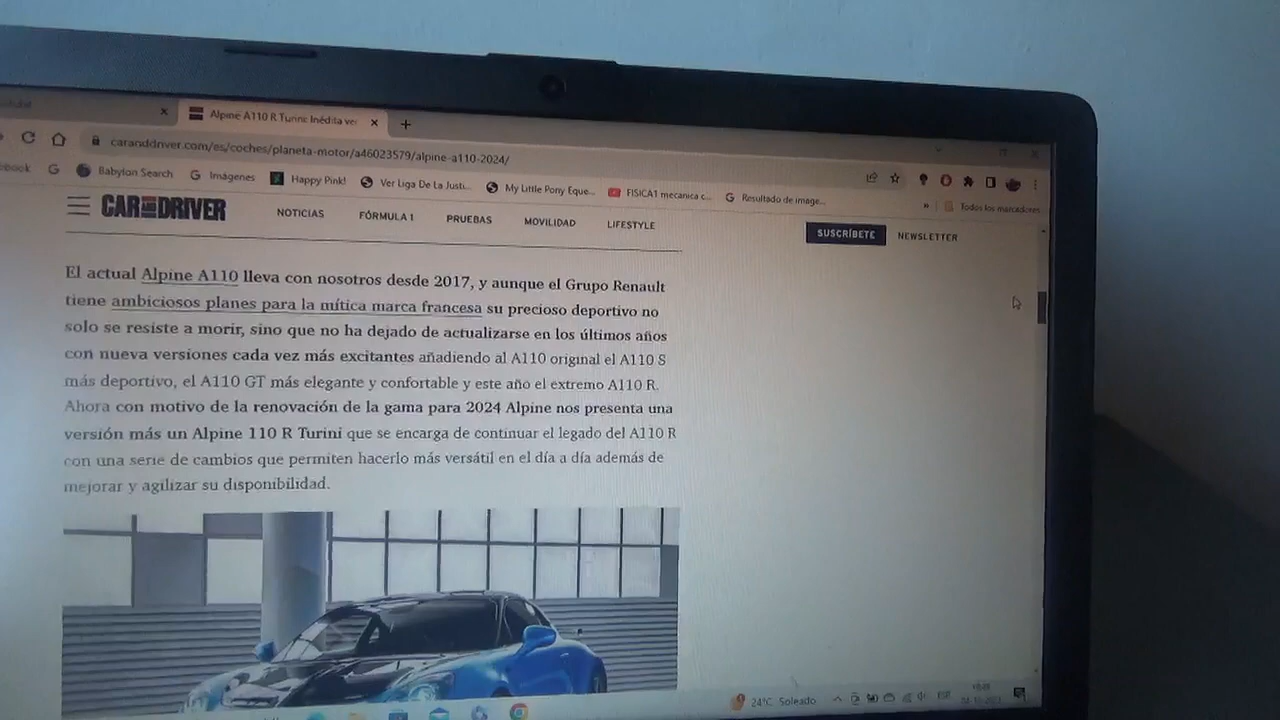 Alpine A110 R Turini: Inédita ve
caranddriver.com/es/coches/planeta-motor/a46023579/alpine-a110-2024/
Babylon Search
Imágenes
Happy Pink!
Ver Liga De La Justi...
My Little Pony Eque...
FISICA1 mecanica c...
Resultado de image...
»
Todos los marcadores
CAR AND DRIVER
NOTICIAS
FÓRMULA 1
PRUEBAS
MOVILIDAD
LIFESTYLE
SUSCRÍBETE
NEWSLETTER
El actual Alpine A110 lleva con nosotros desde 2017, y aunque el Grupo Renault
tiene ambiciosos planes para la mítica marca francesa su precioso deportivo no
solo se resiste a morir, sino que no ha dejado de actualizarse en los últimos años
con nueva versiones cada vez más excitantes añadiendo al A110 original el A110 S
más deportivo, el A110 GT más elegante y confortable y este año el extremo A110 R.
Ahora con motivo de la renovación de la gama para 2024 Alpine nos presenta una
versión más un Alpine 110 R Turini que se encarga de continuar el legado del A110 R
con una serie de cambios que permiten hacerlo más versátil en el día a día además de
mejorar y agilizar su disponibilidad.
24°C Soleado
ESP